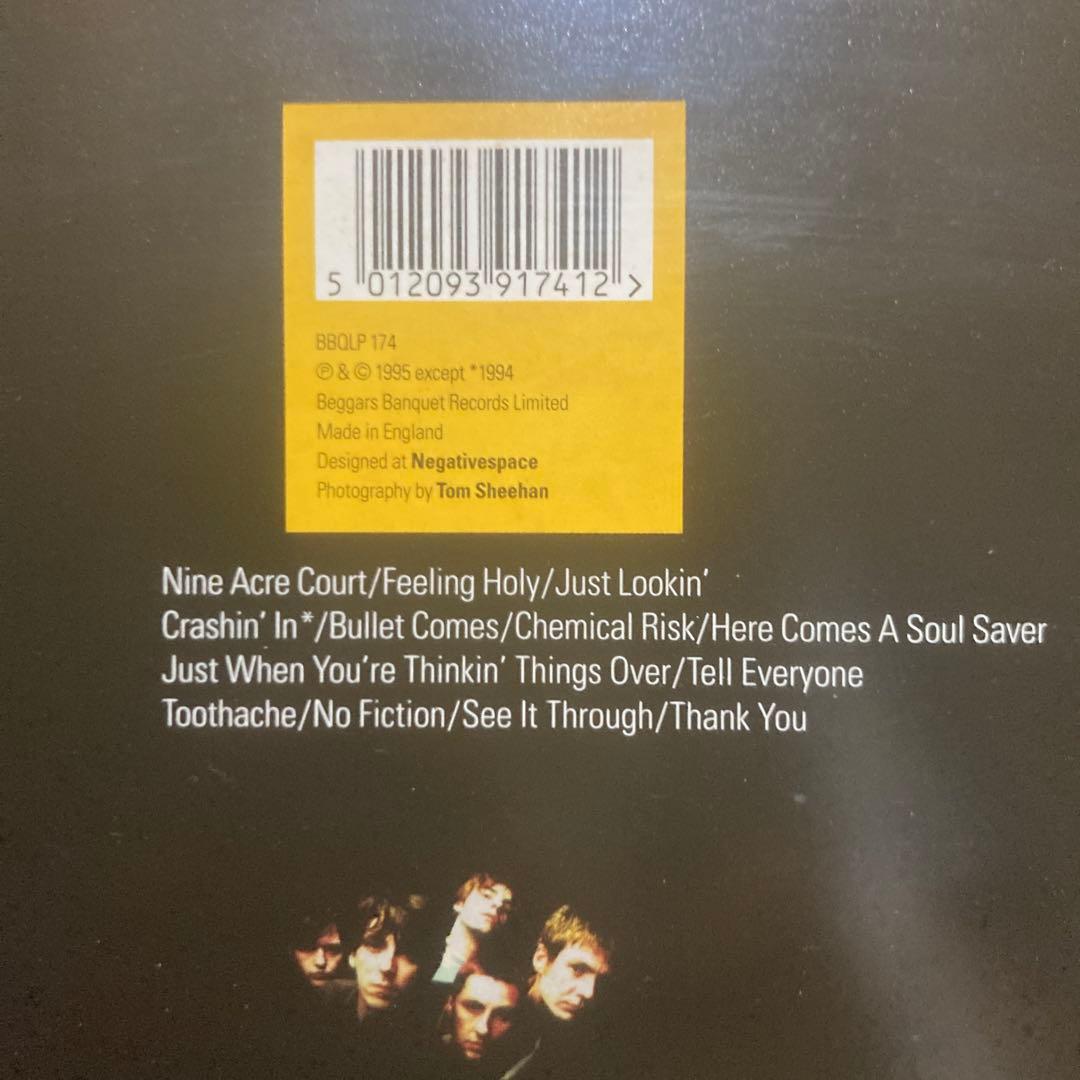 5 012093 917412 >
BBQLP 174
℗ & © 1995 except *1994
Beggars Banquet Records Limited
Made in England
Designed at Negativespace
Photography by Tom Sheehan
Nine Acre Court/Feeling Holy/Just Lookin'
Crashin' In*/Bullet Comes/Chemical Risk/Here Comes A Soul Saver
Just When You're Thinkin' Things Over/Tell Everyone
Toothache/No Fiction/See It Through/Thank You